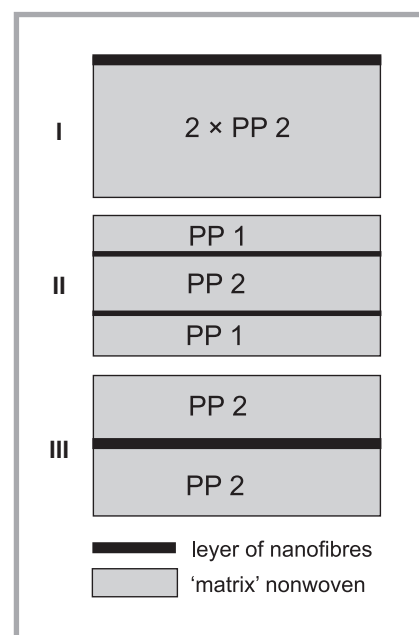 I
2 × PP 2
PP 1
II
PP 2
PP 1
PP 2
III
PP 2
leyer of nanofibres
‘matrix’ nonwoven